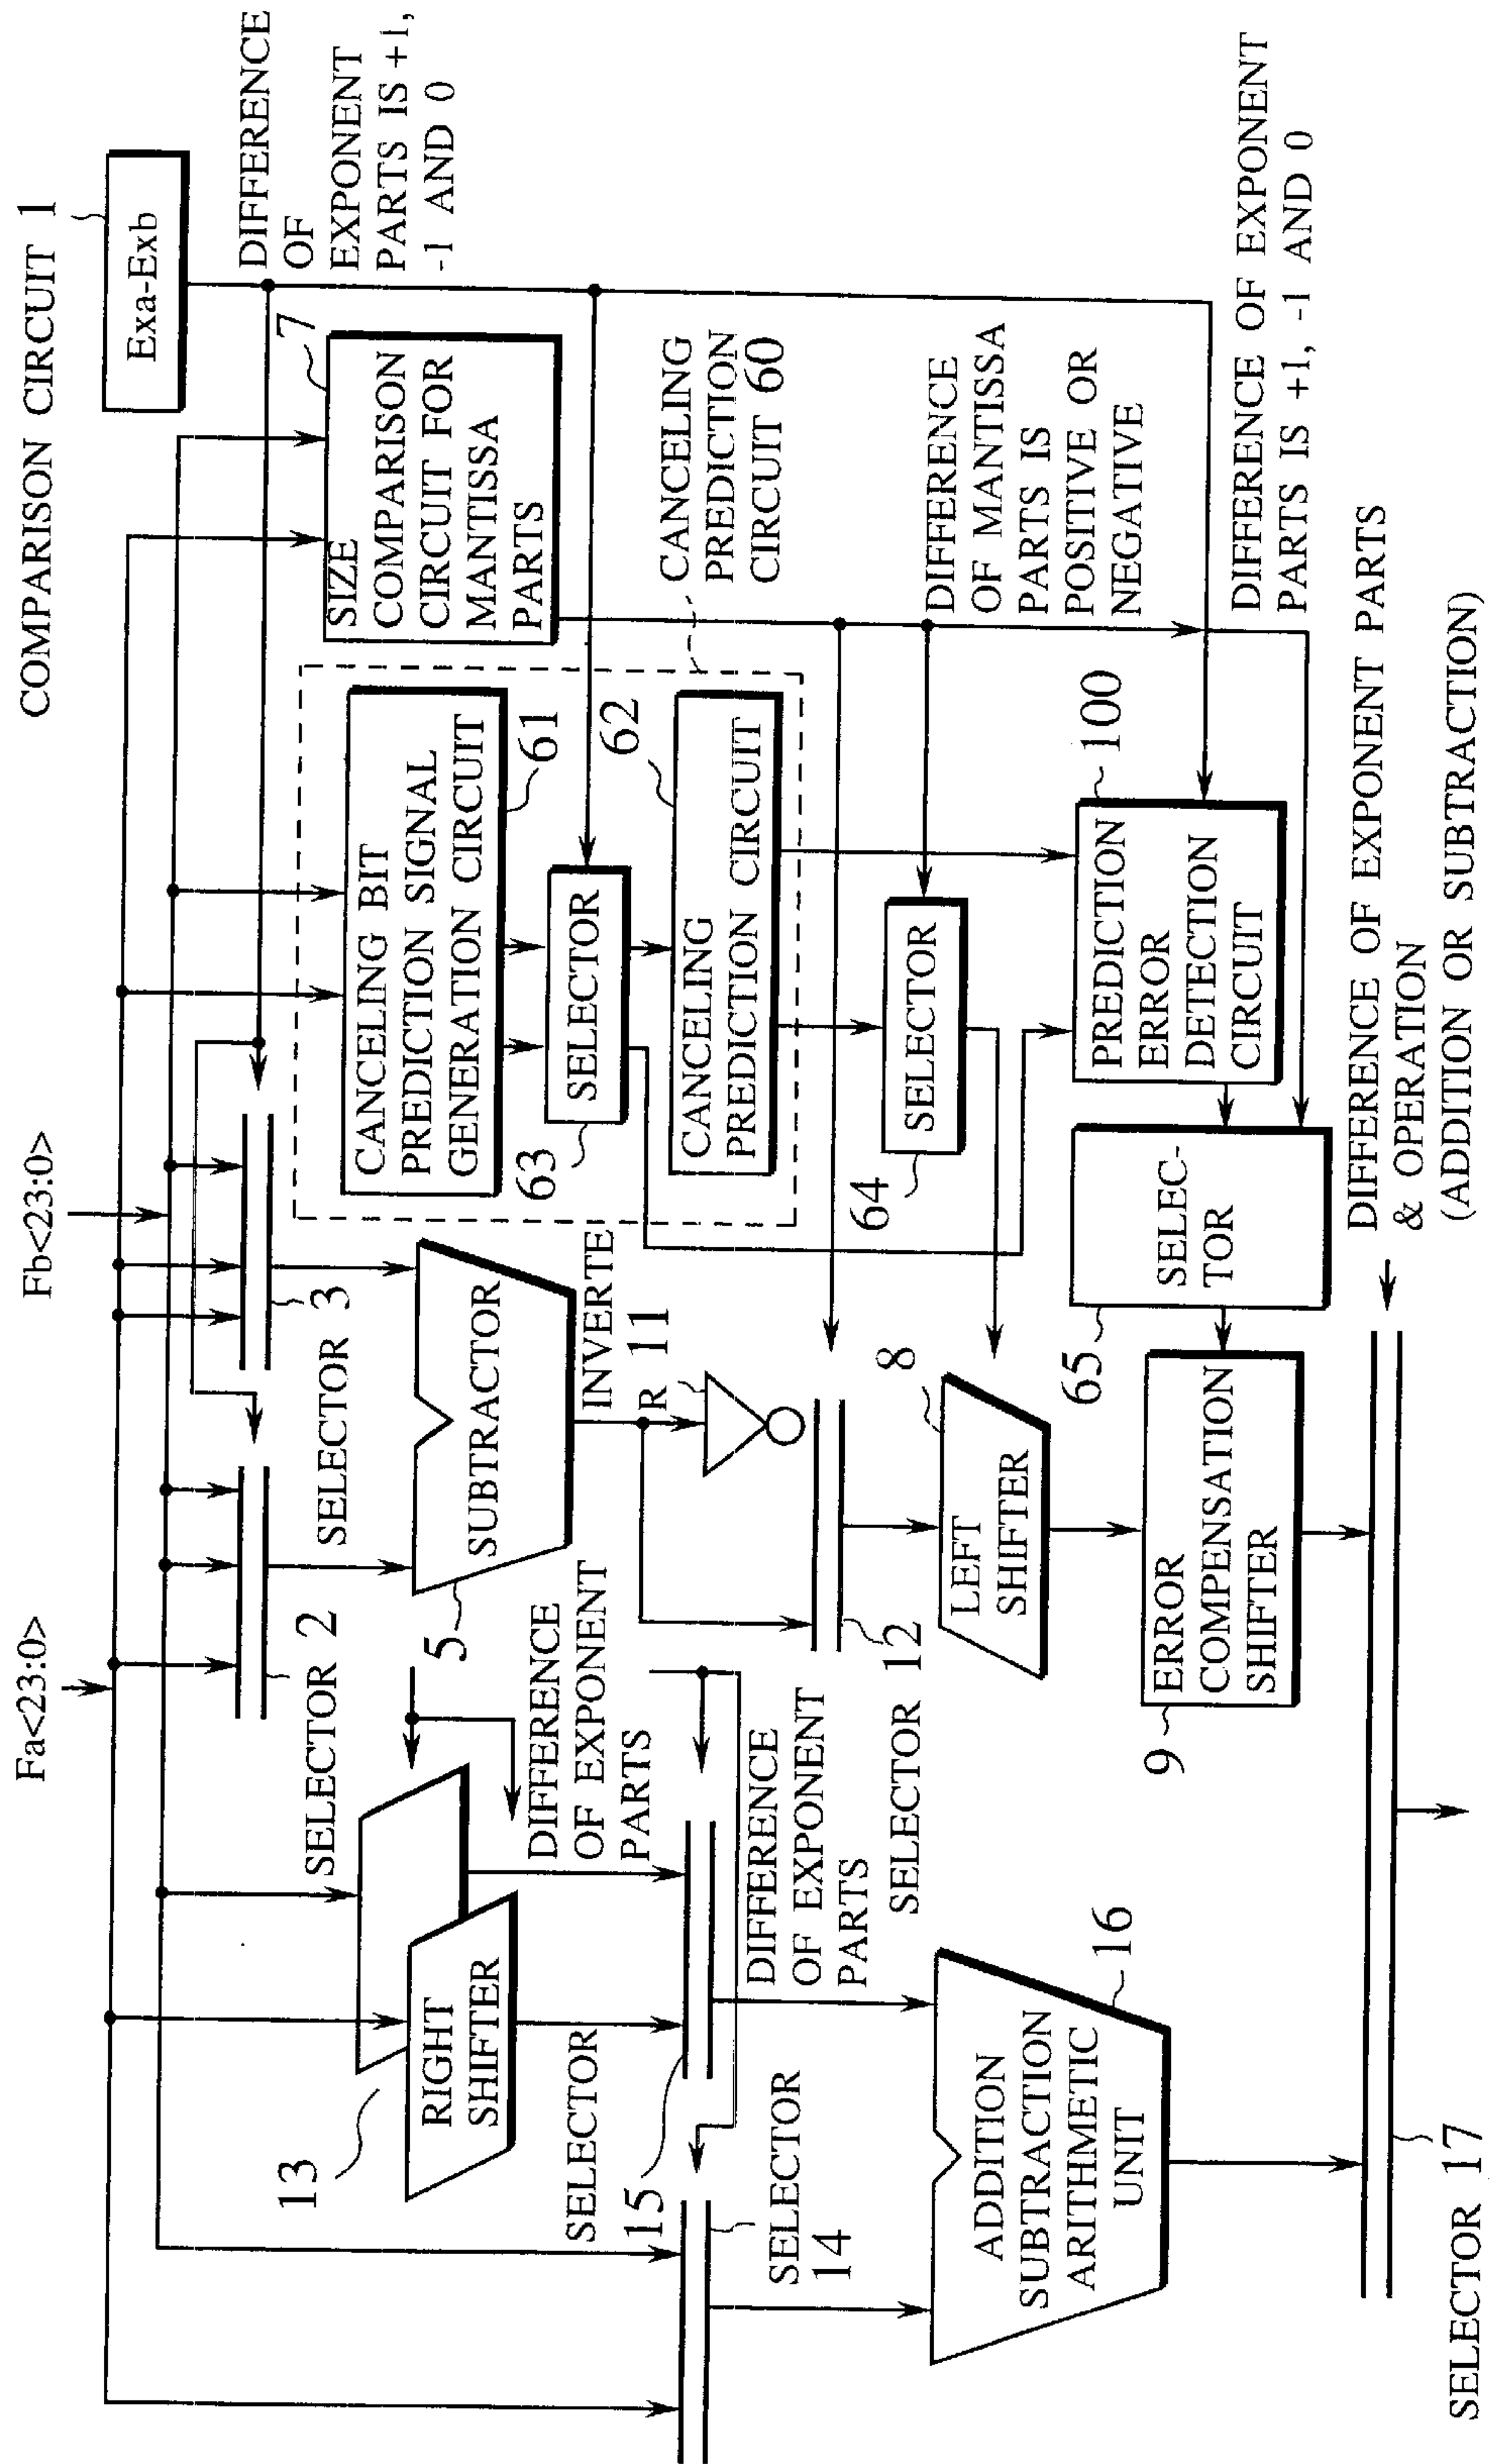 COMPARISON CIRCUIT 1
Exa-Exb
DIFFERENCE
OF
EXPONENT
PARTS IS +1,
-1 AND 0
Fa<23:0>
Fb<23:0>
7
SIZE
COMPARISON
CIRCUIT FOR
MANTISSA
PARTS
CANCELING BIT
PREDICTION SIGNAL
GENERATION CIRCUIT
61
SELECTOR
63
62
CANCELING
PREDICTION CIRCUIT
CANCELING
PREDICTION
CIRCUIT 60
SELECTOR 2
SELECTOR 3
SUBTRACTOR
5
INVERTE
R 11
13
RIGHT
SHIFTER
DIFFERENCE
OF EXPONENT
PARTS
SELECTOR
15
DIFFERENCE
OF EXPONENT
PARTS
SELECTOR
14
SELECTOR 12
8
LEFT
SHIFTER
SELECTOR
64
DIFFERENCE
OF MANTISSA
PARTS IS
POSITIVE OR
NEGATIVE
100
PREDICTION
ERROR
DETECTION
CIRCUIT
DIFFERENCE OF EXPONENT
PARTS IS +1, -1 AND 0
SELEC-
TOR
65
ERROR
COMPENSATION
SHIFTER
9
ADDITION
SUBTRACTION
ARITHMETIC
UNIT
16
DIFFERENCE OF EXPONENT PARTS
& OPERATION
(ADDITION OR SUBTRACTION)
SELECTOR 17